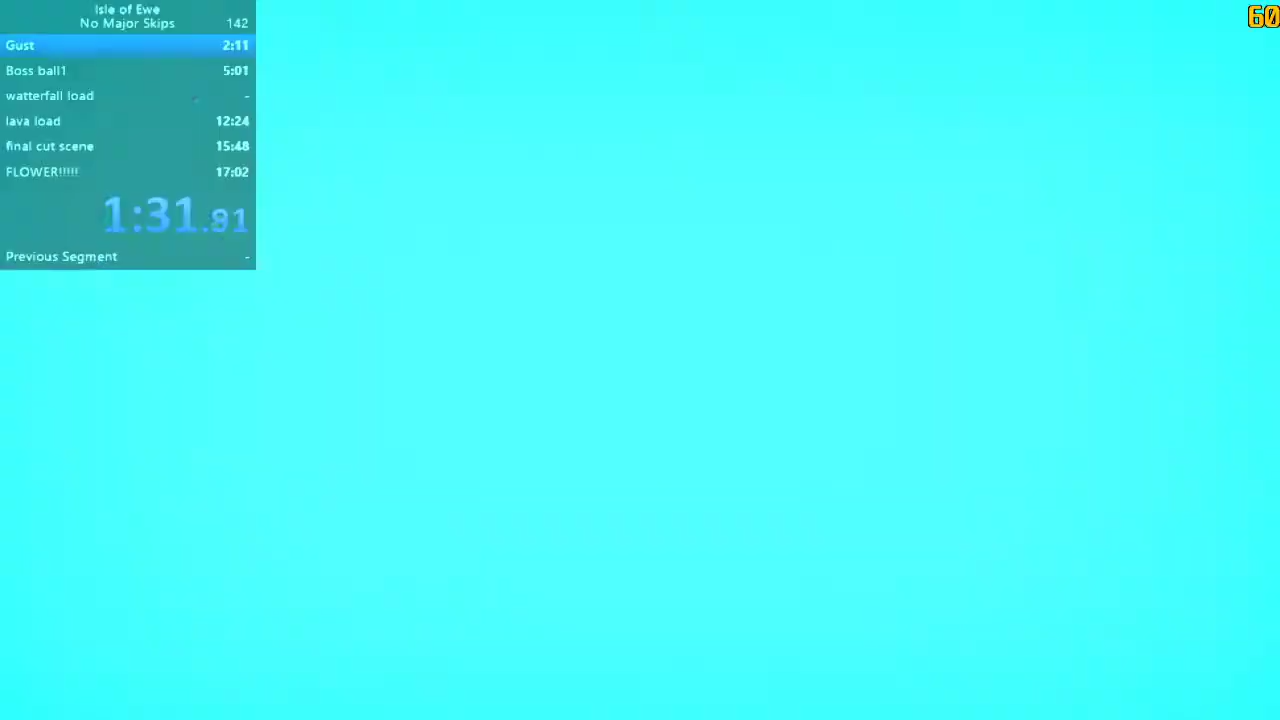 Isle of Ewe
No Major Skips 142
Gust 2:11
Boss ball1 5:01
watterfall load -
lava load 12:24
final cut scene 15:48
FLOWER!!!!! 17:02
1:31.91
Previous Segment -
60